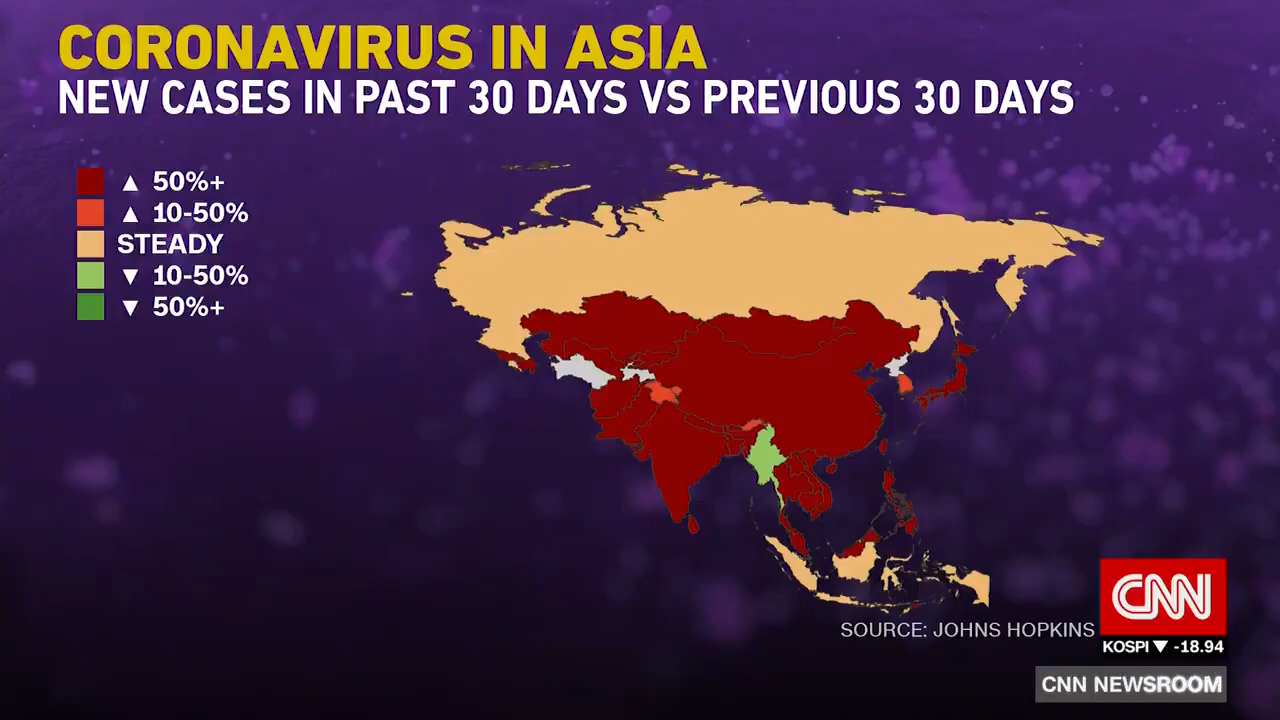 CORONAVIRUS IN ASIA
NEW CASES IN PAST 30 DAYS VS PREVIOUS 30 DAYS
▲ 50%+
▲ 10-50%
STEADY
▼ 10-50%
▼ 50%+
SOURCE: JOHNS HOPKINS
CNN
KOSPI ▼ -18.94
CNN NEWSROOM